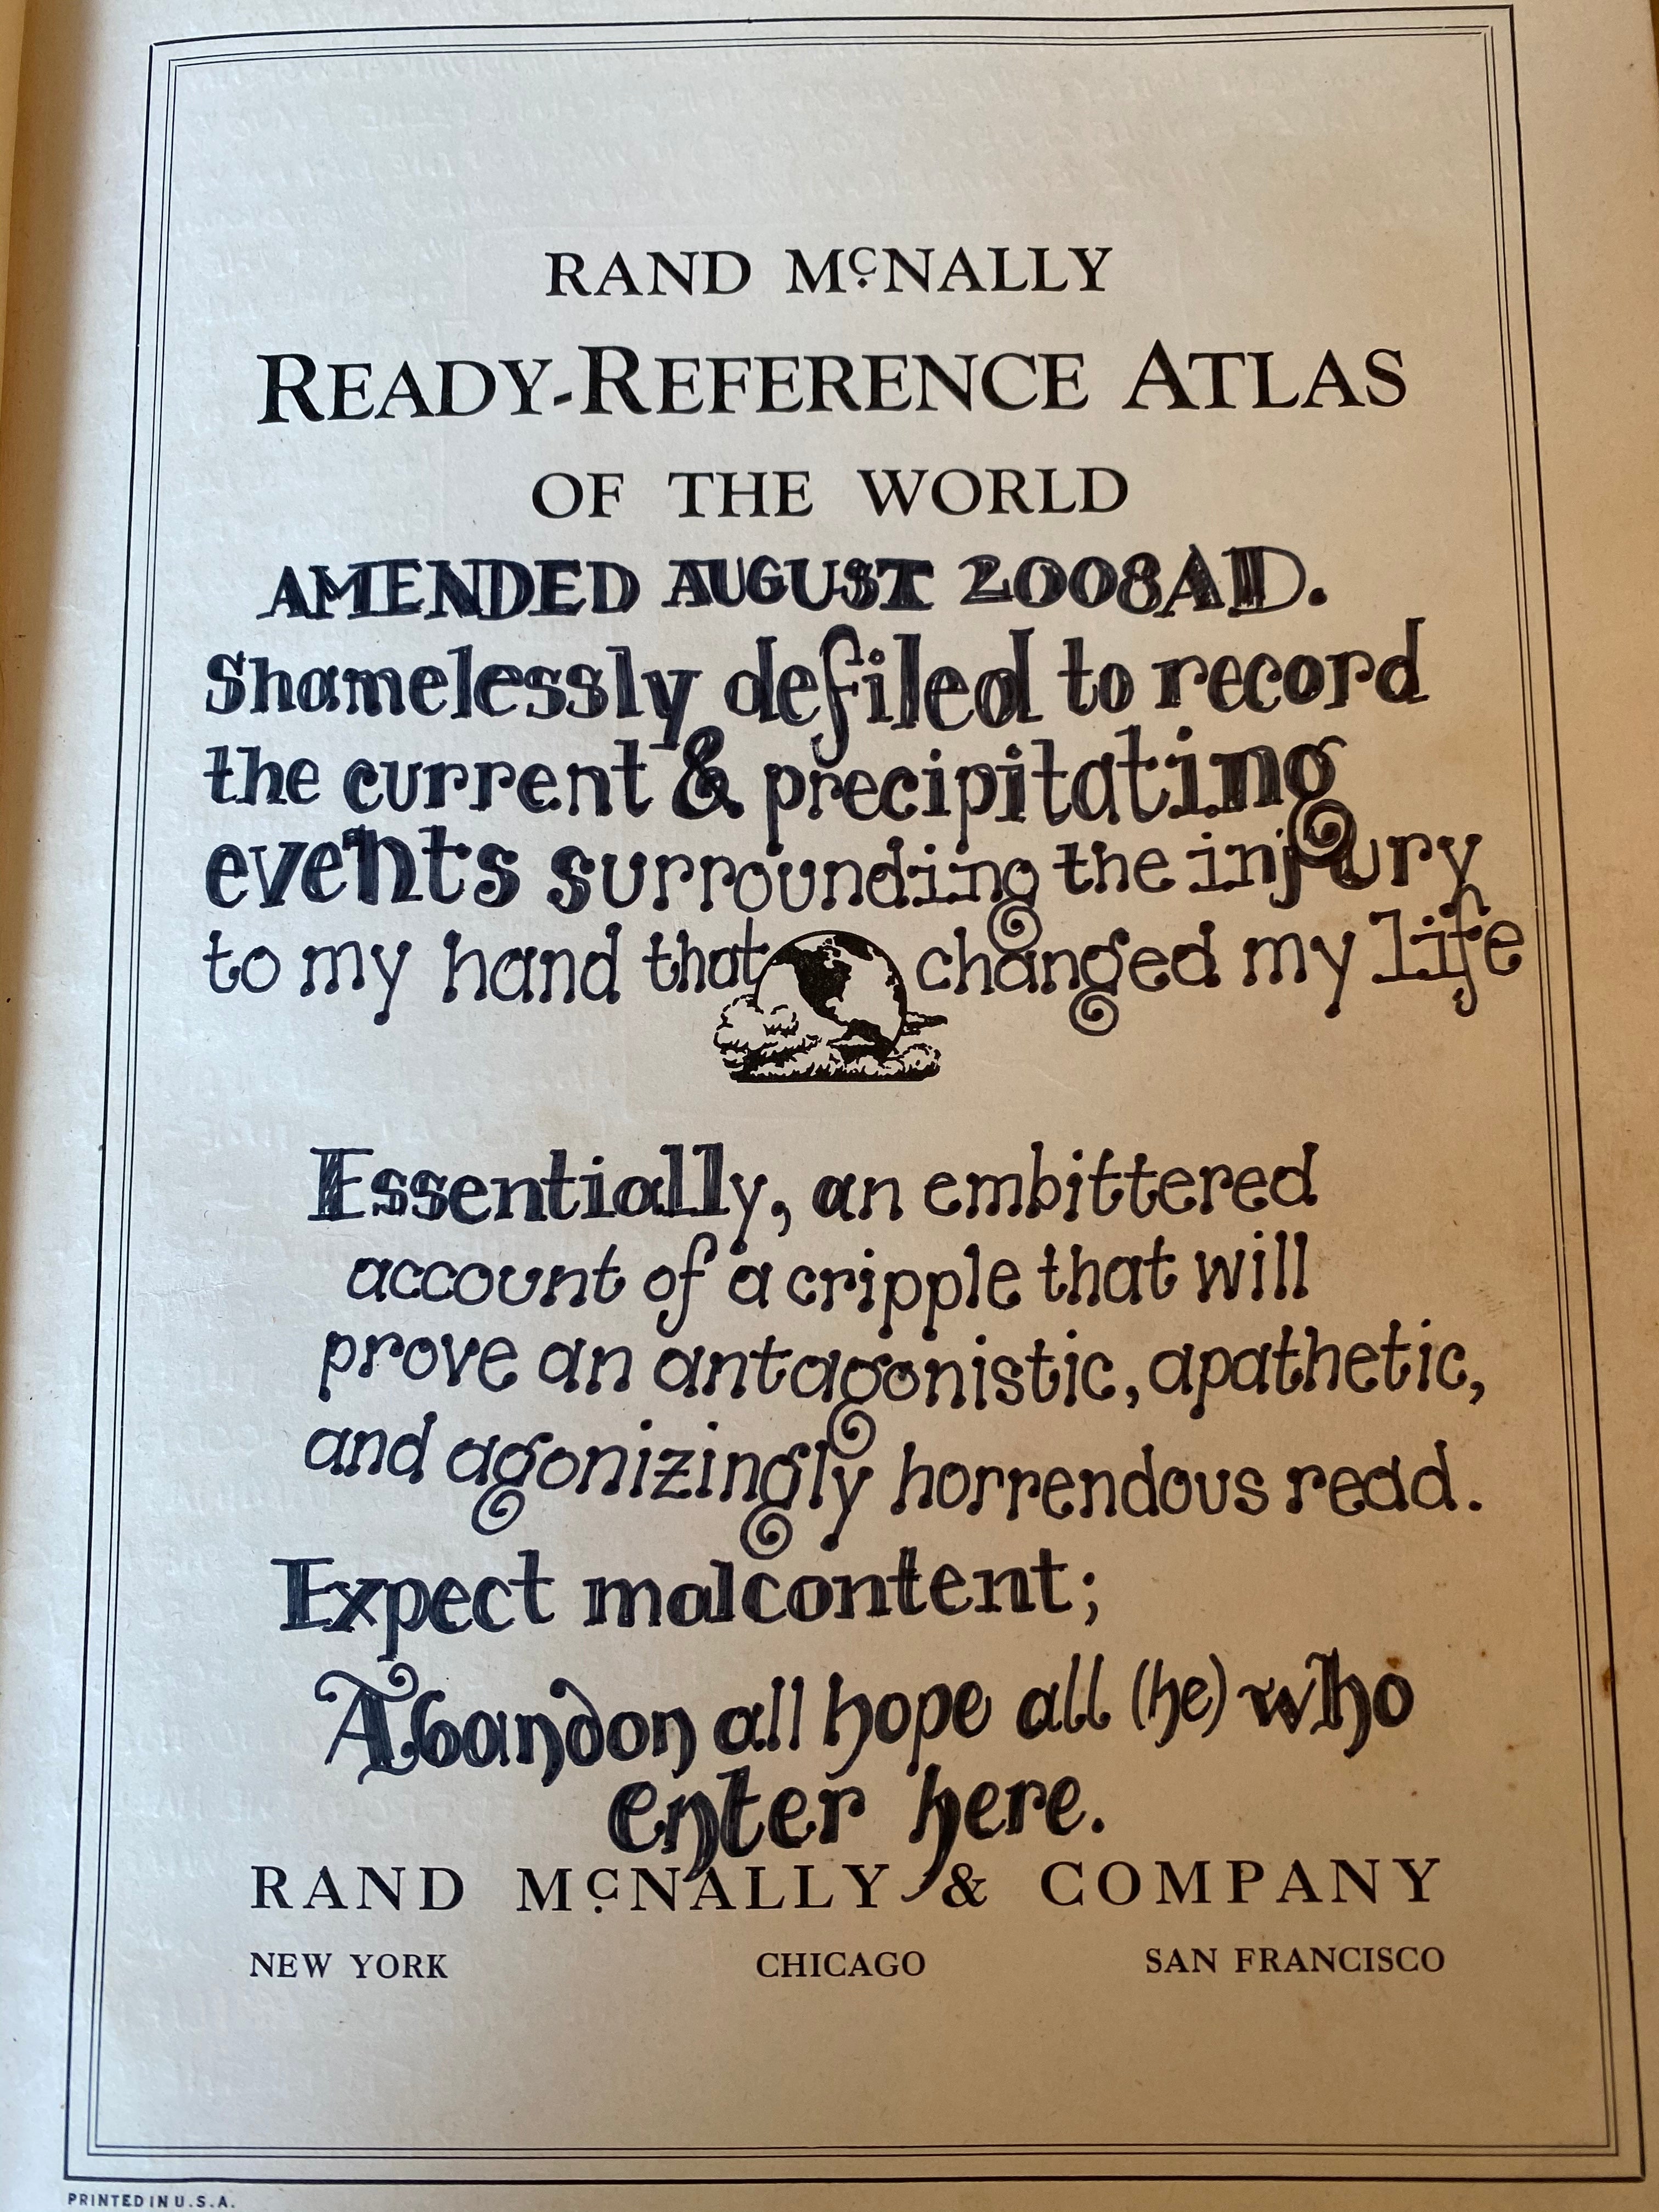 RAND McNALLY
READY-REFERENCE ATLAS
OF THE WORLD
AMENDED AUGUST 2008AD.
Shamelessly defiled to record
the current & precipitating
events surrounding the injury
to my hand that changed my life
Essentially, an embittered
account of a cripple that will
prove an antagonistic, apathetic,
and agonizingly horrendous read.
Expect malcontent;
Abandon all hope all (he) who
enter here.
RAND McNALLY & COMPANY
NEW YORK CHICAGO SAN FRANCISCO
PRINTED IN U.S.A.